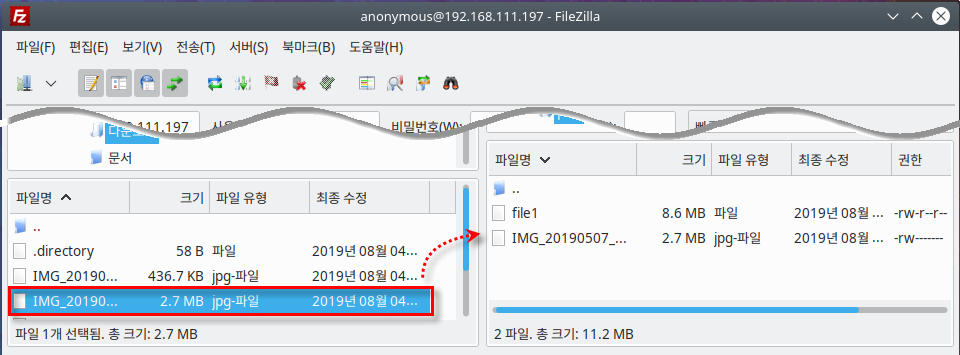 anonymous@192.168.111.197 - FileZilla
파일(F) 편집(E) 보기(V) 전송(T) 서버(S) 북마크(B) 도움말(H)
.111.197 비밀번호(W):
문서
파일명 크기 파일 유형 최종 수정
..
.directory 58 B 파일 2019년 08월 04...
IMG_20190... 436.7 KB jpg-파일 2019년 08월 04...
IMG_20190... 2.7 MB jpg-파일 2019년 08월 04...
파일 1개 선택됨. 총 크기: 2.7 MB
파일명 크기 파일 유형 최종 수정 권한
..
file1 8.6 MB 파일 2019년 08월 ... -rw-r--r--
IMG_20190507_... 2.7 MB jpg-파일 2019년 08월 ... -rw-------
2 파일. 총 크기: 11.2 MB